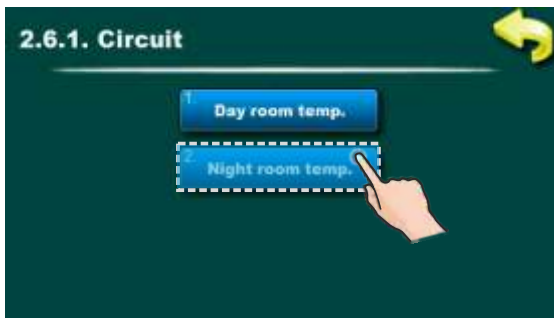 2.6.1. Circuit
1.
Day room temp.
2.
Night room temp.